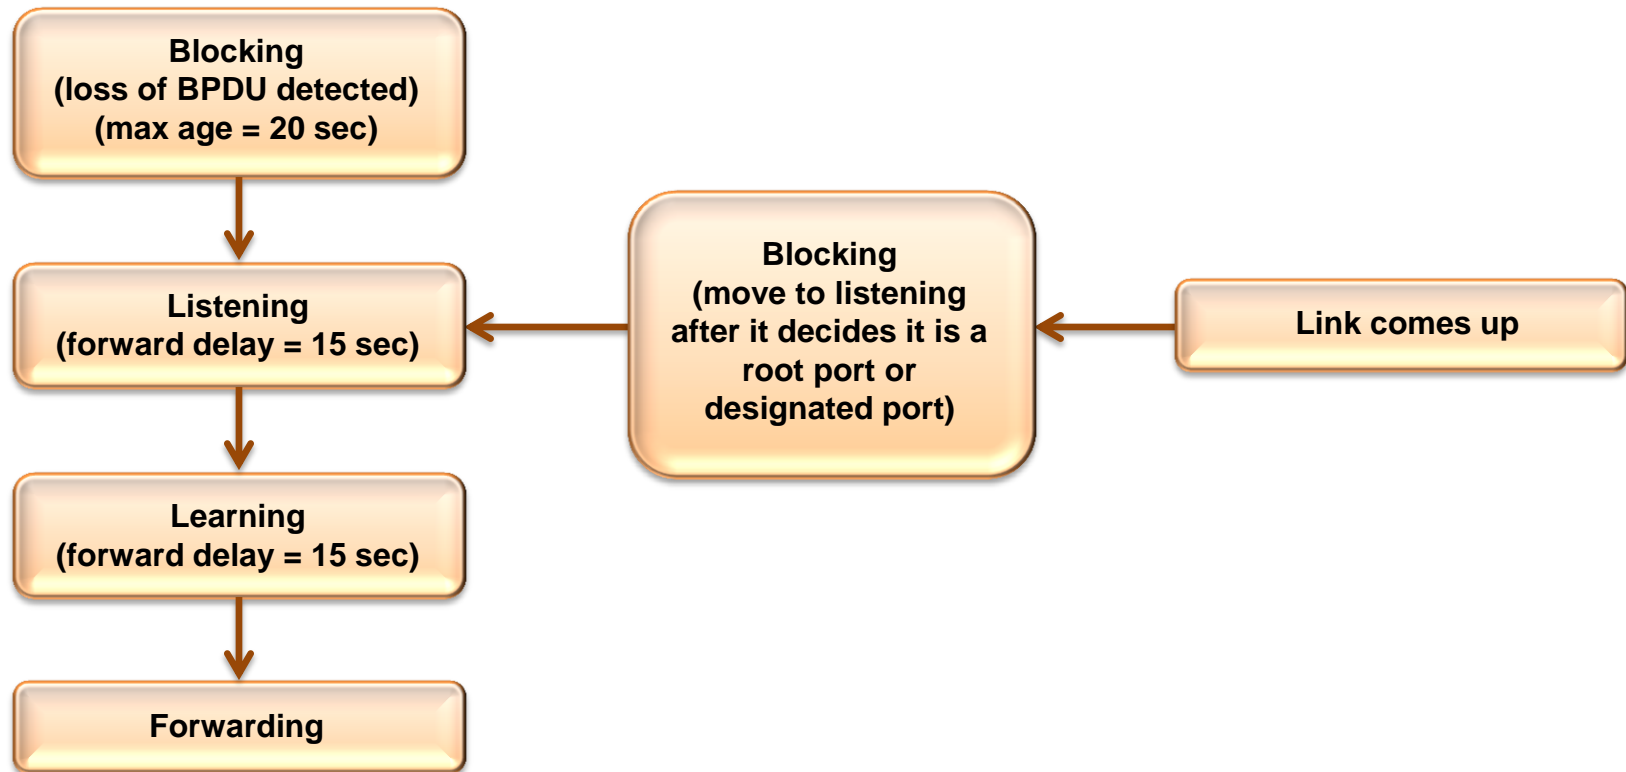 Blocking
(loss of BPDU detected)
(max age = 20 sec)
Listening
(forward delay = 15 sec)
Learning
(forward delay = 15 sec)
Forwarding
Blocking
(move to listening
after it decides it is a
root port or
designated port)
Link comes up